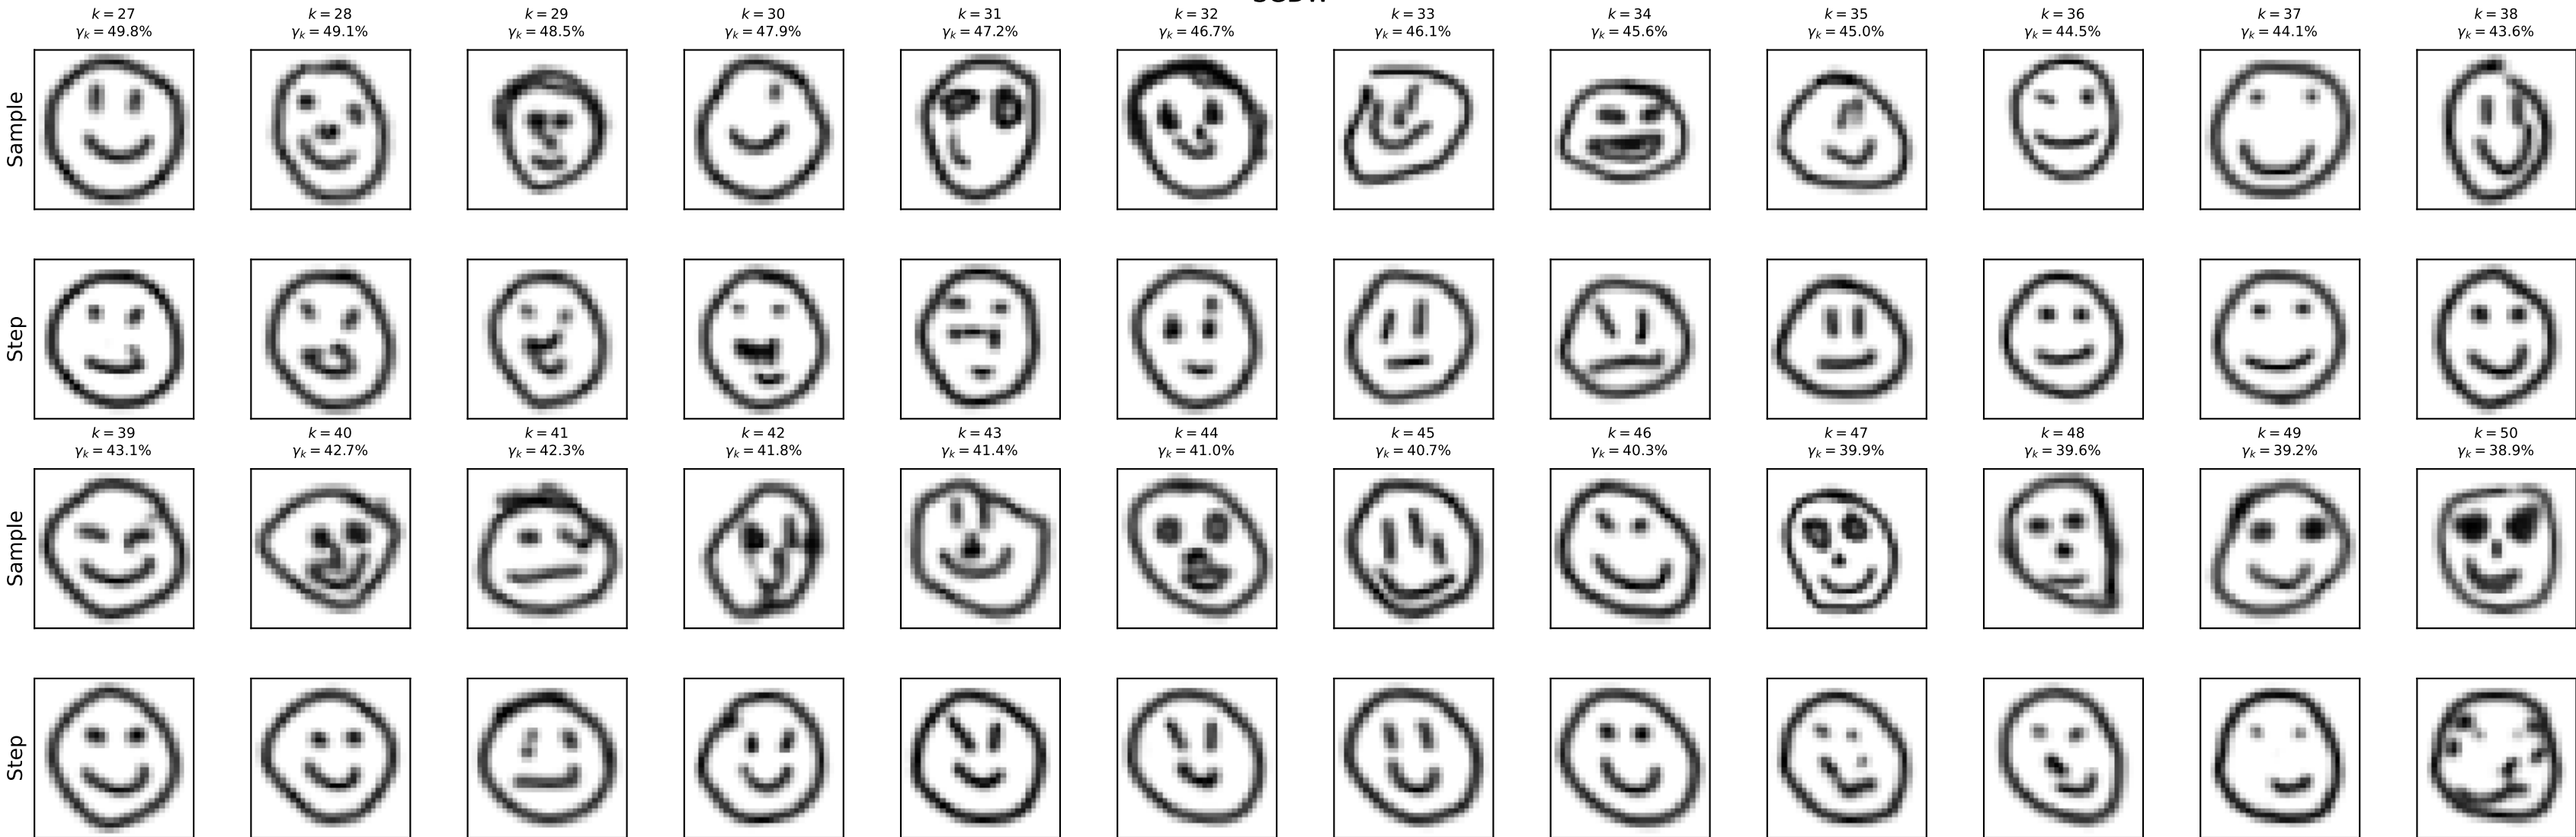 k = 27 k = 28 k = 29 k = 30 k = 31 k = 32 k = 33 k = 34 k = 35 k = 36 k = 37 k = 38
γk = 49.8% γk = 49.1% γk = 48.5% γk = 47.9% γk = 47.2% γk = 46.7% γk = 46.1% γk = 45.6% γk = 45.0% γk = 44.5% γk = 44.1% γk = 43.6%
Sample
Step
k = 39 k = 40 k = 41 k = 42 k = 43 k = 44 k = 45 k = 46 k = 47 k = 48 k = 49 k = 50
γk = 43.1% γk = 42.7% γk = 42.3% γk = 41.8% γk = 41.4% γk = 41.0% γk = 40.7% γk = 40.3% γk = 39.9% γk = 39.6% γk = 39.2% γk = 38.9%
Sample
Step